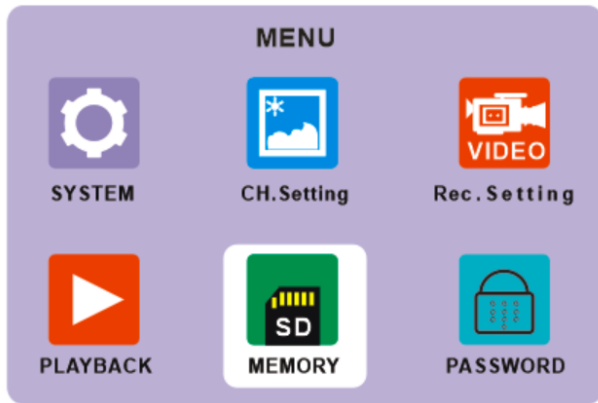 MENU
VIDEO
SYSTEM CH.Setting Rec.Setting
SD
PLAYBACK MEMORY PASSWORD